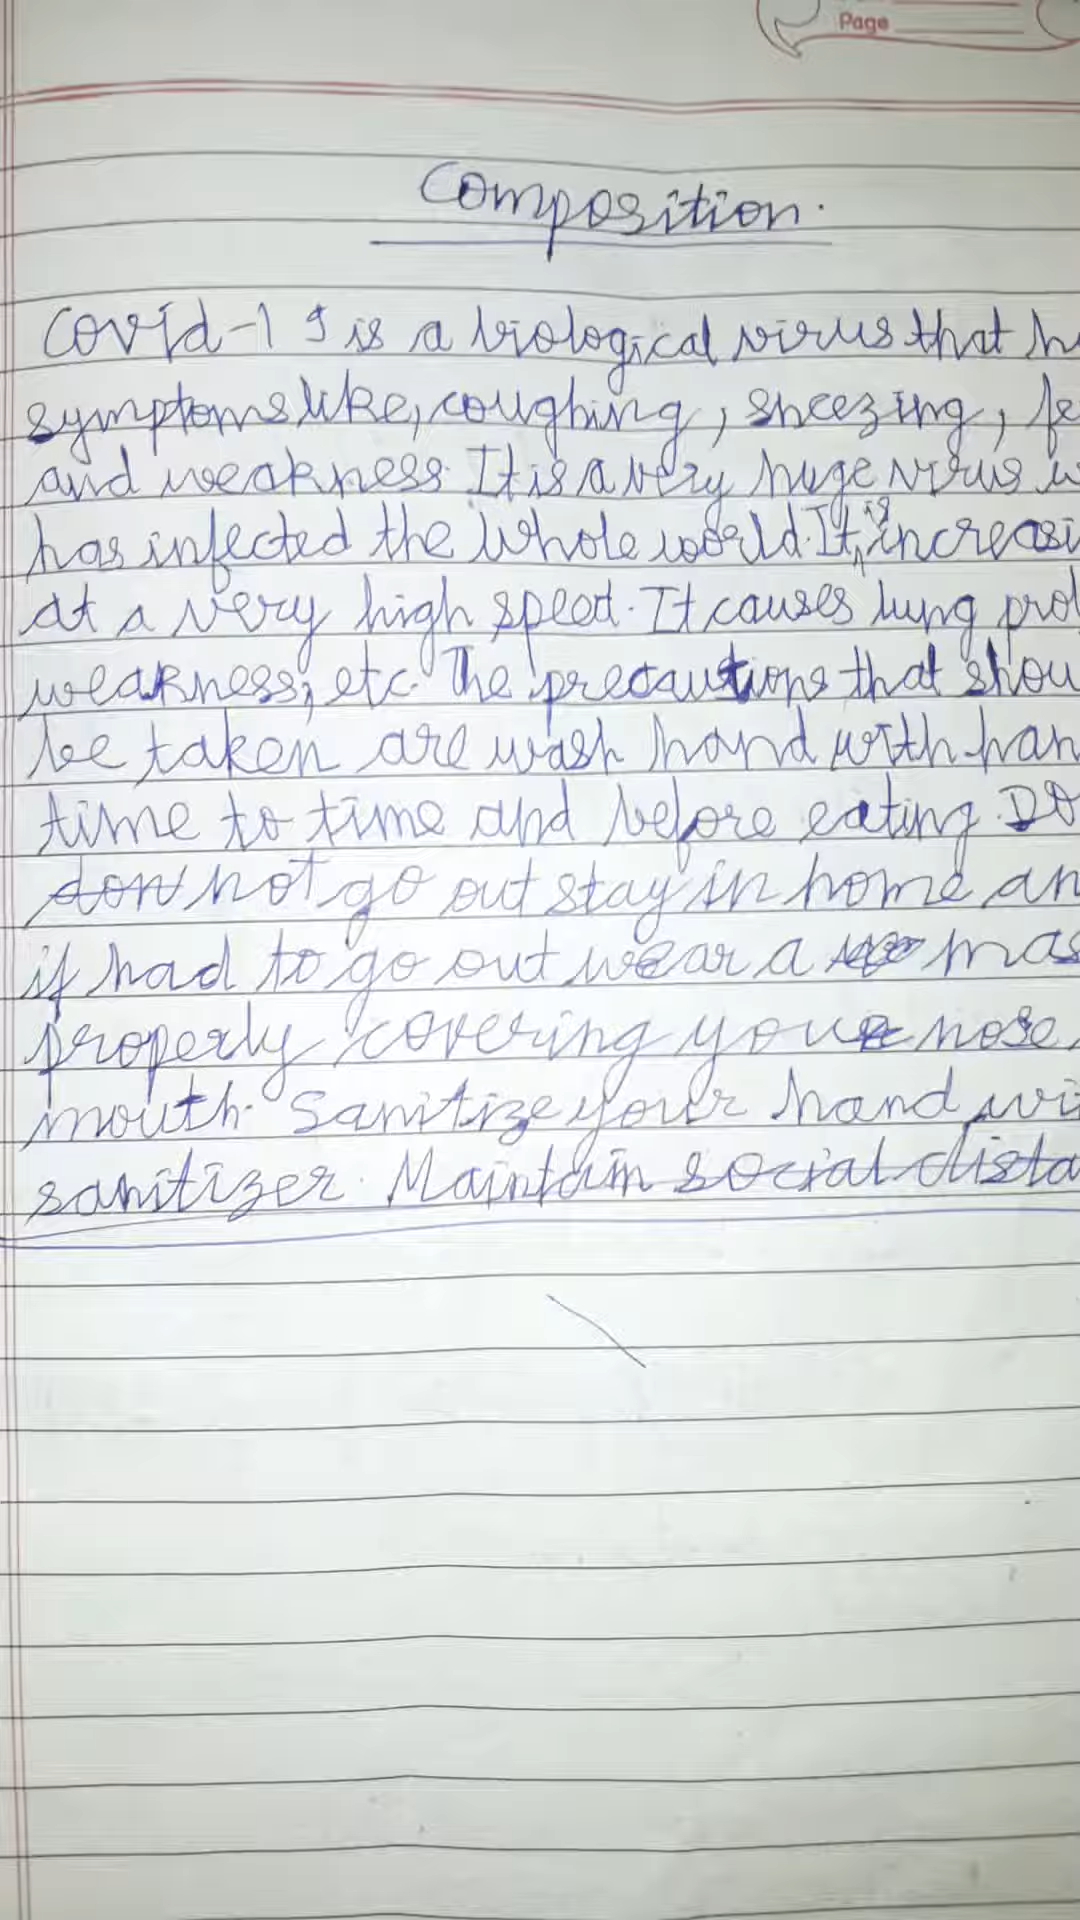 Page
Composition.
Covid-19 is a biological virus that h
symptoms like, coughing, sneezing, fe
and weakness. It is a very huge virus w
has infected the whole world. It is increasi
at a very high speed. It causes lung prob
weakness, etc. The precautions that shou
be taken are wash hand with han
time to time and before eating. Do
don not go out stay in home an
if had to go out wear a mas
properly covering your nose,
mouth. Sanitize your hand wi
sanitizer. Maintain social dista